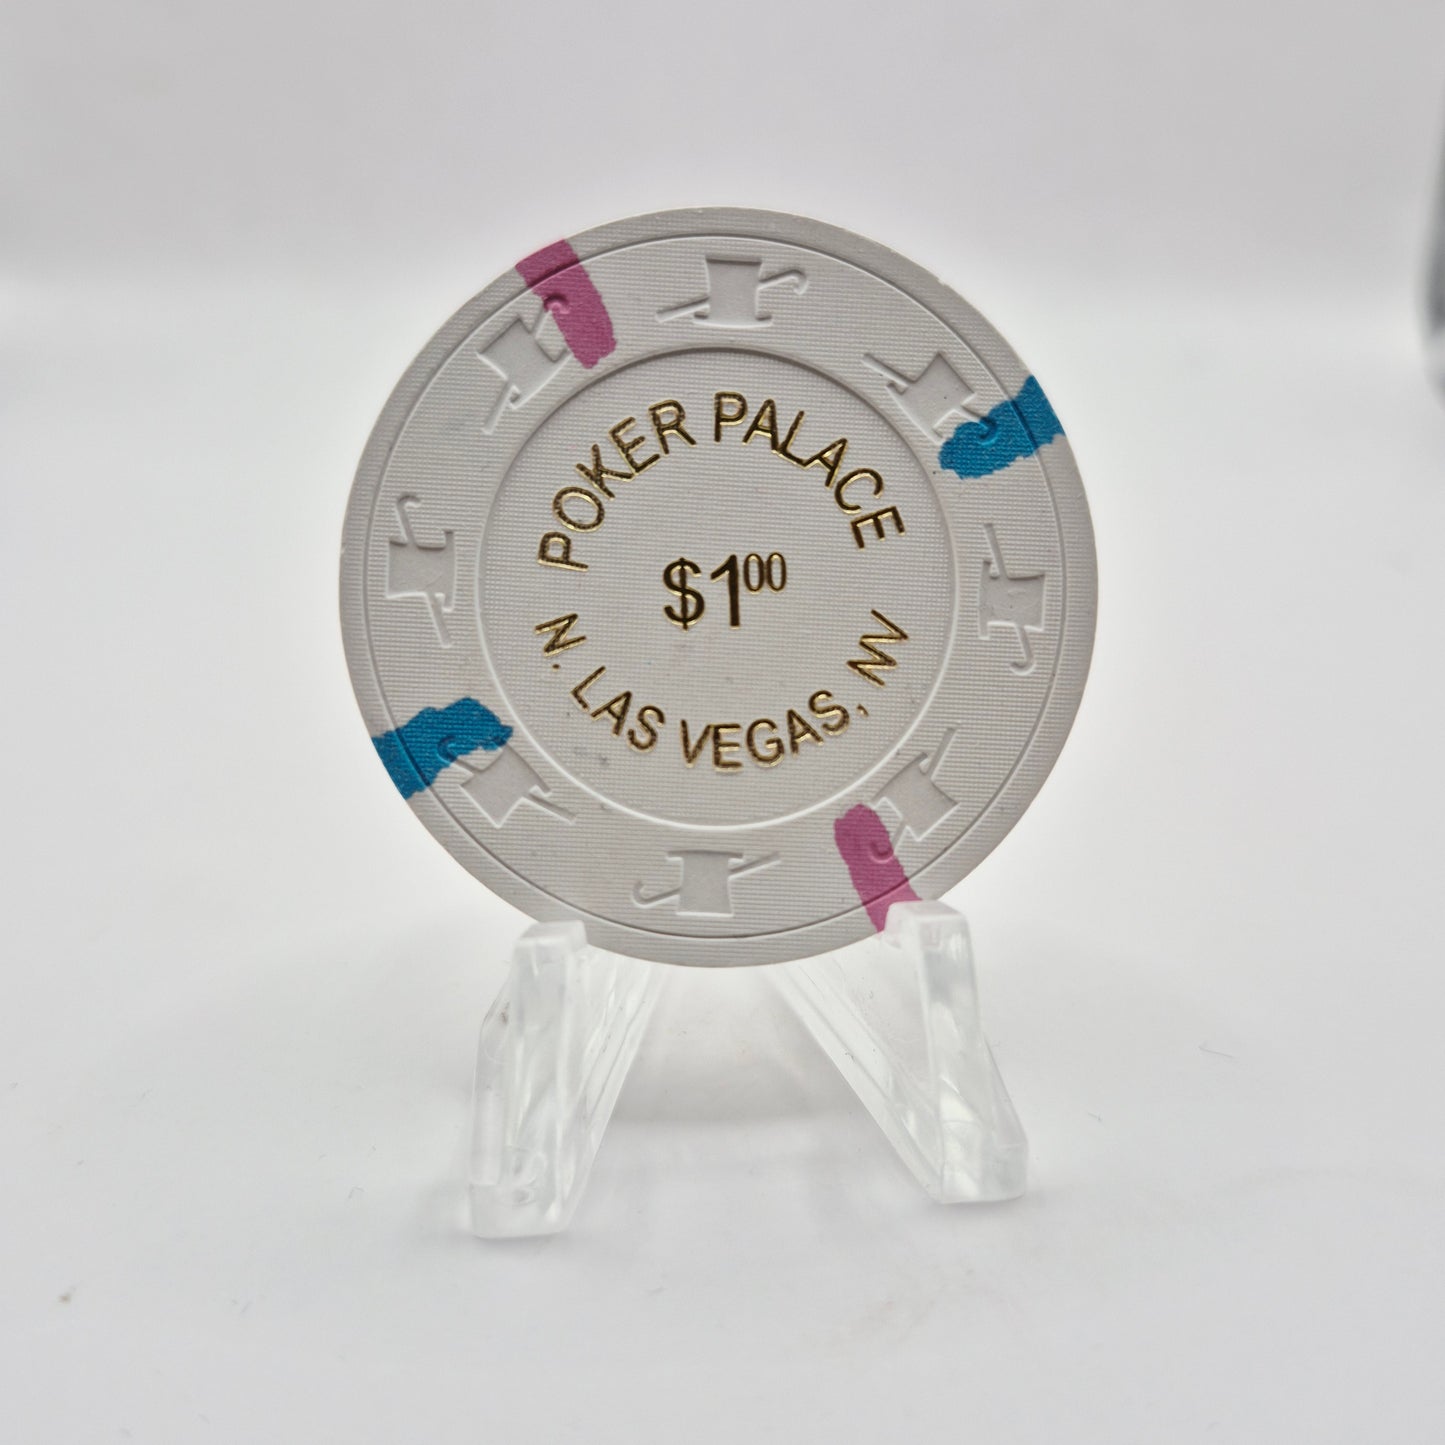 POKER PALACE
$1.00
N. LAS VEGAS, NV